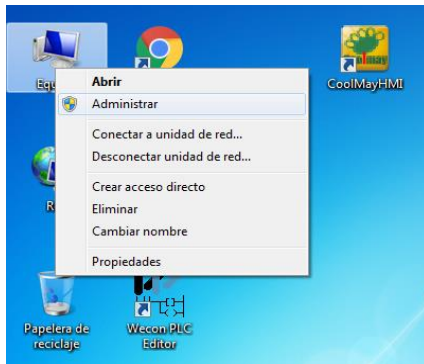 Abrir
Administrar
CoolMayHMI
Conectar a unidad de red...
Desconectar unidad de red...
Crear acceso directo
Eliminar
Cambiar nombre
Propiedades
Papelera de
reciclaje
Wecon PLC
Editor